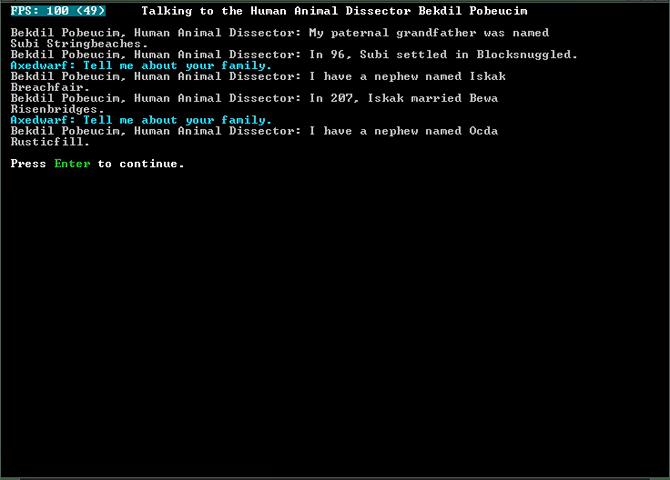 FPS: 100 (49) Talking to the Human Animal Dissector Bekdil Pobeucim
Bekdil Pobeucim, Human Animal Dissector: My paternal grandfather was named
Subi Stringbeaches.
Bekdil Pobeucim, Human Animal Dissector: In 96, Subi settled in Blocksnuggled.
Axedwarf: Tell me about your family.
Bekdil Pobeucim, Human Animal Dissector: I have a nephew named Iskak
Breachfair.
Bekdil Pobeucim, Human Animal Dissector: In 207, Iskak married Bewa
Risenbridges.
Axedwarf: Tell me about your family.
Bekdil Pobeucim, Human Animal Dissector: I have a nephew named Ocda
Rusticfill.
Press Enter to continue.